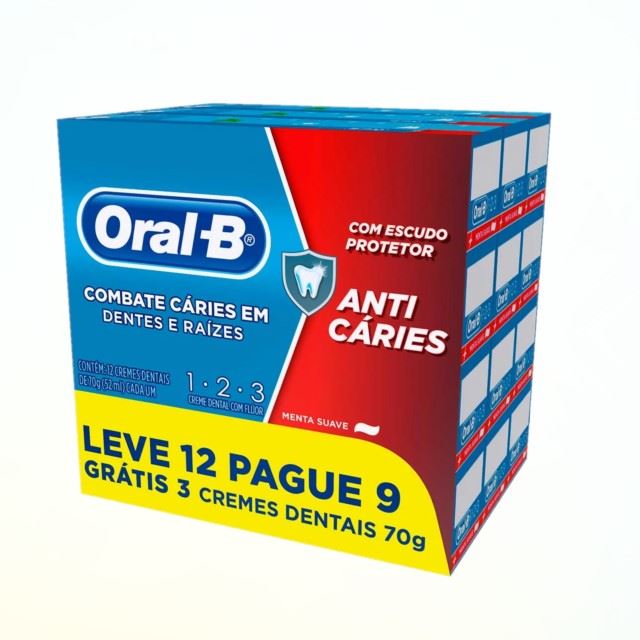 Oral-B®
COMBATE CÁRIES EM
DENTES E RAÍZES
CONTÊM: 12 CREMES DENTAIS
DE 70g (52 ml) CADA UM
1 · 2 · 3
CREME DENTAL COM FLÚOR
COM ESCUDO
PROTETOR
ANTI
CÁRIES
MENTA SUAVE
LEVE 12 PAGUE 9
GRÁTIS 3 CREMES DENTAIS 70g